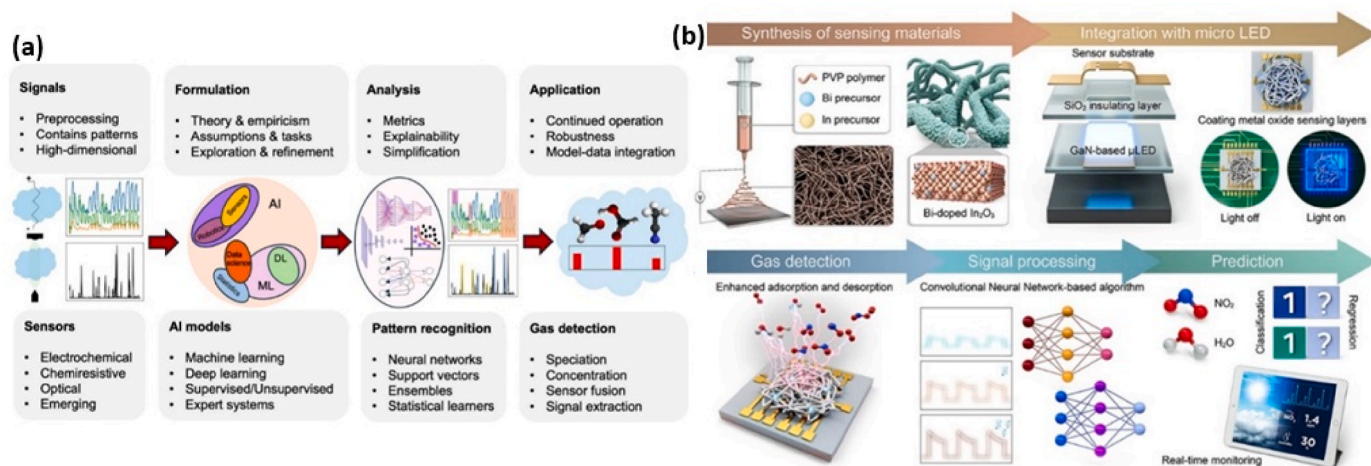 (a)
Signals
• Preprocessing
• Contains patterns
• High-dimensional
Formulation
• Theory & empiricism
• Assumptions & tasks
• Exploration & refinement
Analysis
• Metrics
• Explainability
• Simplification
Application
• Continued operation
• Robustness
• Model-data integration
AI
Sensors
Robotics
Data
science
DL
ML
Statistics
Sensors
• Electrochemical
• Chemiresistive
• Optical
• Emerging
AI models
• Machine learning
• Deep learning
• Supervised/Unsupervised
• Expert systems
Pattern recognition
• Neural networks
• Support vectors
• Ensembles
• Statistical learners
Gas detection
• Speciation
• Concentration
• Sensor fusion
• Signal extraction
(b)
Synthesis of sensing materials
Integration with micro LED
PVP polymer
Bi precursor
In precursor
V
Bi-doped In₂O₃
Sensor substrate
SiO₂ insulating layer
GaN-based μLED
Coating metal oxide sensing layers
Light off
Light on
Gas detection
Signal processing
Prediction
Enhanced adsorption and desorption
Convolutional Neural Network-based algorithm
NO₂
H₂O
Classification
1 ?
1 ?
Regression
1.4
30
Real-time monitoring